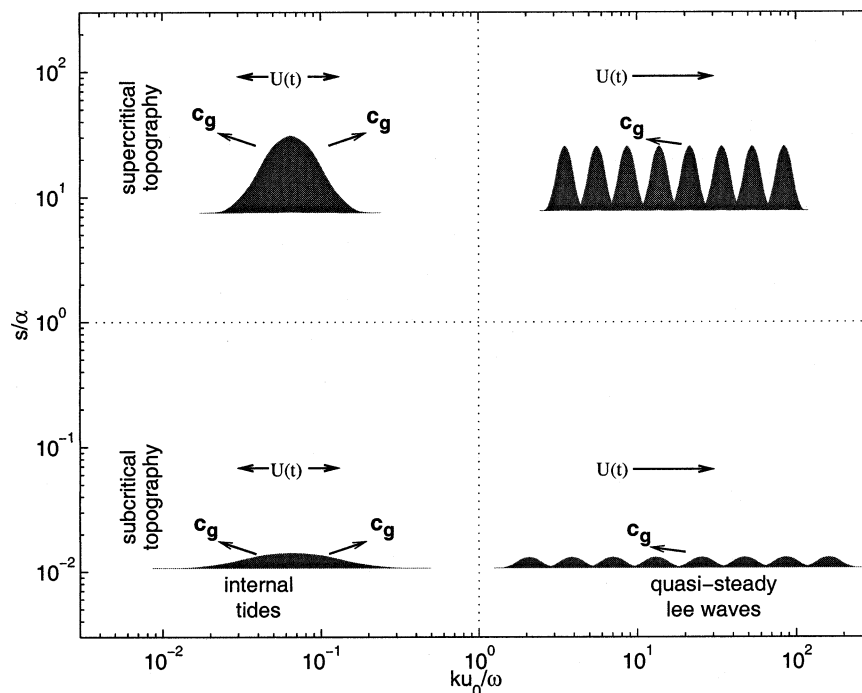 10²
10¹
10⁰
10⁻¹
10⁻²
s/α
supercritical
topography
U(t)
c_g
c_g
U(t)
c_g
subcritical
topography
U(t)
c_g
c_g
internal
tides
U(t)
c_g
quasi-steady
lee waves
10⁻²
10⁻¹
10⁰
10¹
10²
ku₀/ω